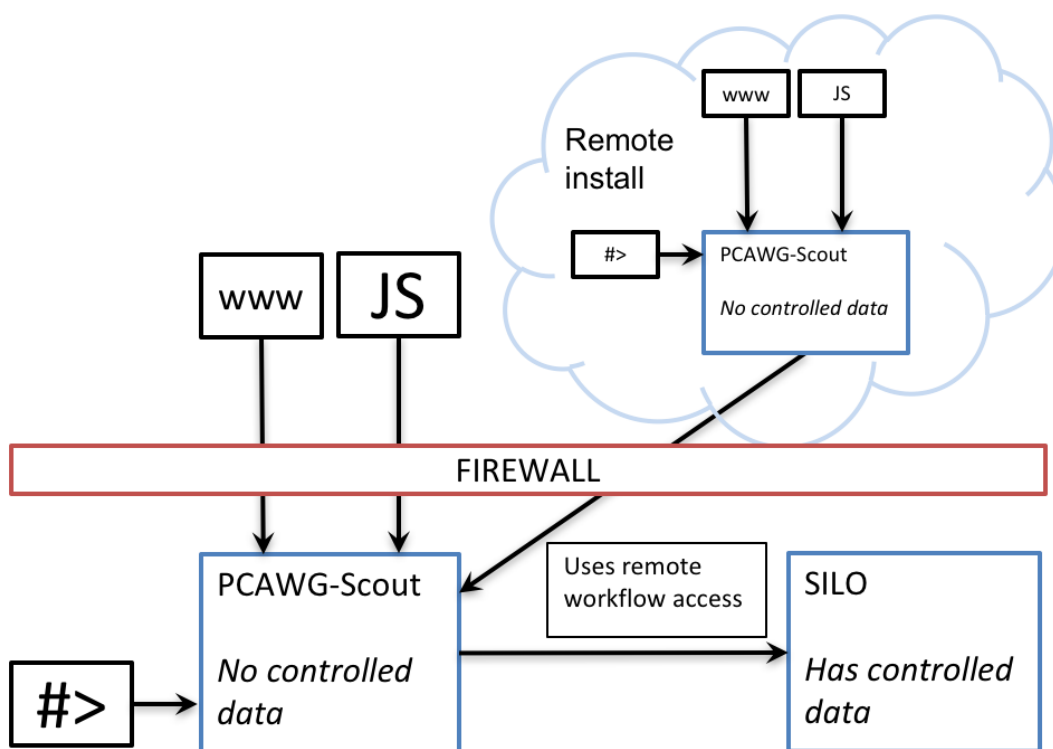 www
JS
Remote
install
#>
PCAWG-Scout
No controlled data
www
JS
FIREWALL
PCAWG-Scout
No controlled
data
#>
Uses remote
workflow access
SILO
Has controlled
data